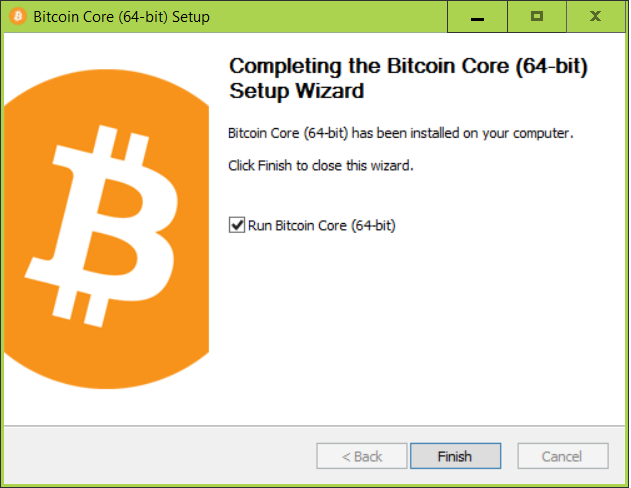 Bitcoin Core (64-bit) Setup
Completing the Bitcoin Core (64-bit)
Setup Wizard
Bitcoin Core (64-bit) has been installed on your computer.
Click Finish to close this wizard.
Run Bitcoin Core (64-bit)
< Back
Finish
Cancel